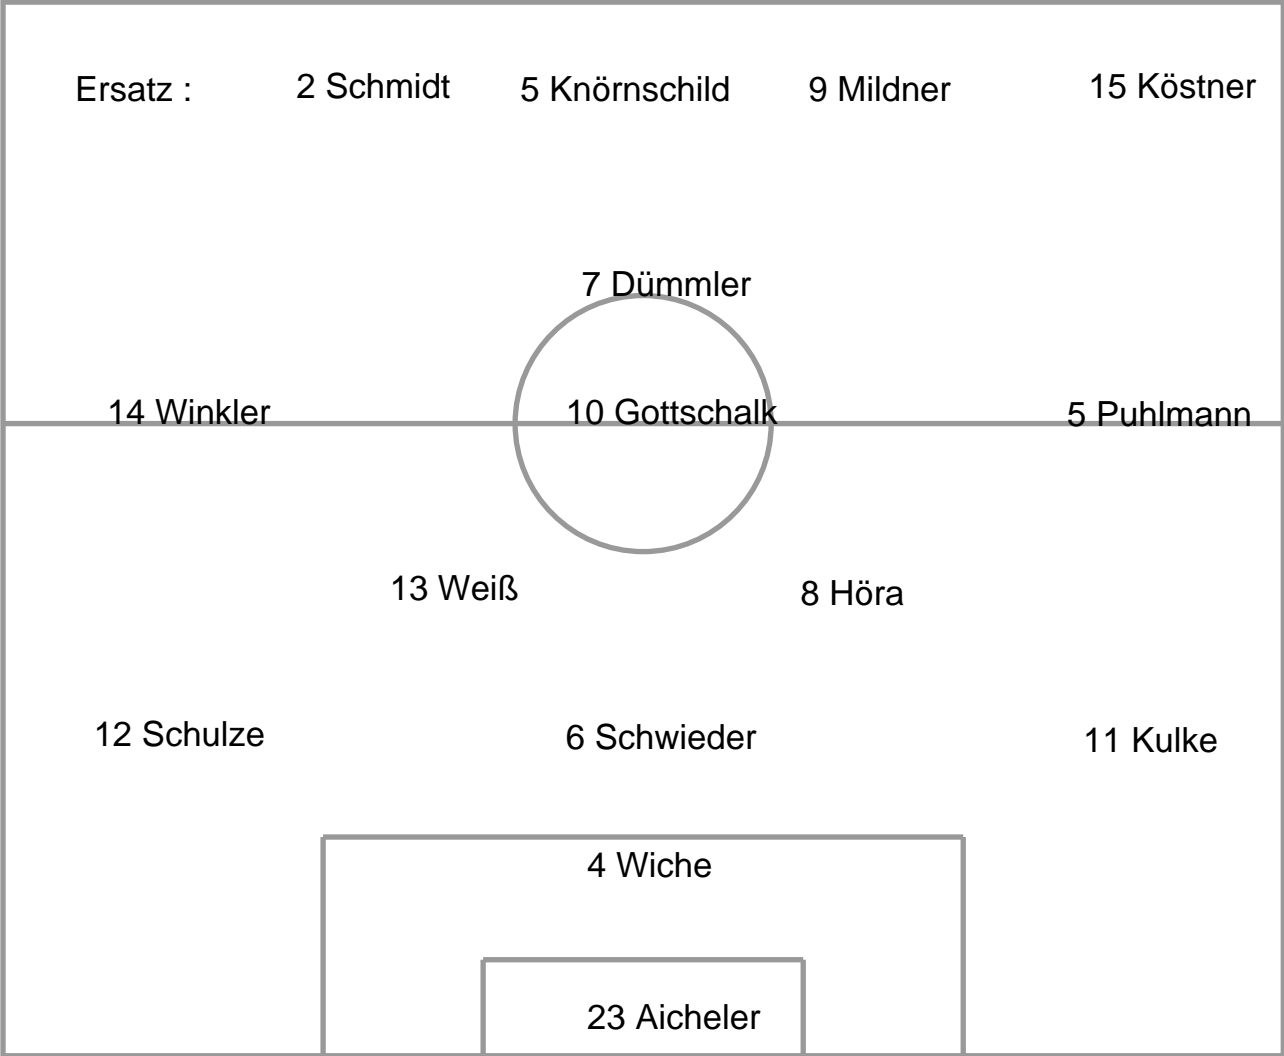 Ersatz : 2 Schmidt 5 Knörnschild 9 Mildner 15 Köstner
7 Dümmler
14 Winkler 10 Gottschalk 5 Puhlmann
13 Weiß 8 Höra
12 Schulze 6 Schwieder 11 Kulke
4 Wiche
23 Aicheler